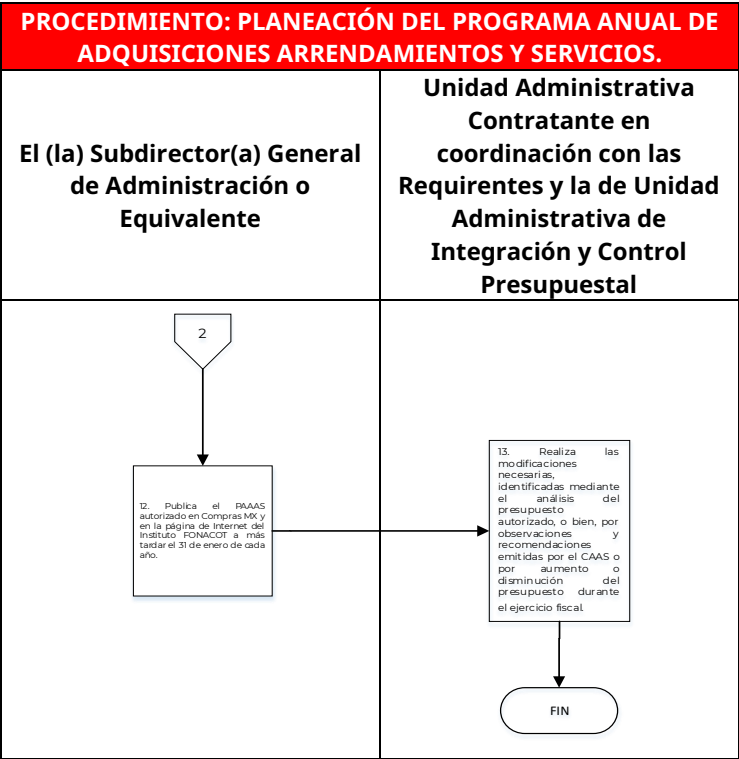 PROCEDIMIENTO: PLANEACIÓN DEL PROGRAMA ANUAL DE
ADQUISICIONES ARRENDAMIENTOS Y SERVICIOS.
El (la) Subdirector(a) General
de Administración o
Equivalente
Unidad Administrativa
Contratante en
coordinación con las
Requirentes y la de Unidad
Administrativa de
Integración y Control
Presupuestal
2
12. Publica el PAAAS
autorizado en Compras MX y
en la página de Internet del
Instituto FONACOT a más
tardar el 31 de enero de cada
año.
13. Realiza las
modificaciones
necesarias,
identificadas mediante
el análisis del
presupuesto
autorizado, o bien, por
observaciones y
recomendaciones
emitidas por el CAAS o
por aumento o
disminución del
presupuesto durante
el ejercicio fiscal.
FIN